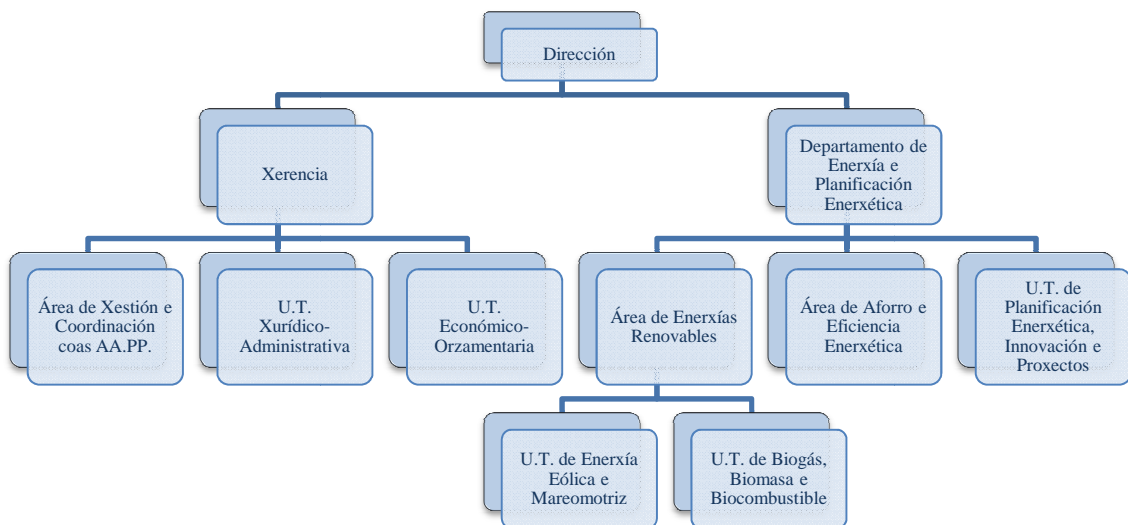 Dirección
Xerencia
Departamento de
Enerxía e
Planificación
Enerxética
Área de Xestión e
Coordinación
coas AA.PP.
U.T.
Xurídico-
Administrativa
U.T.
Económico-
Orzamentaria
Área de Enerxías
Renovables
Área de Aforro e
Eficiencia
Enerxética
U.T. de
Planificación
Enerxética,
Innovación e
Proxectos
U.T. de Enerxía
Eólica e
Mareomotriz
U.T. de Biogás,
Biomasa e
Biocombustible